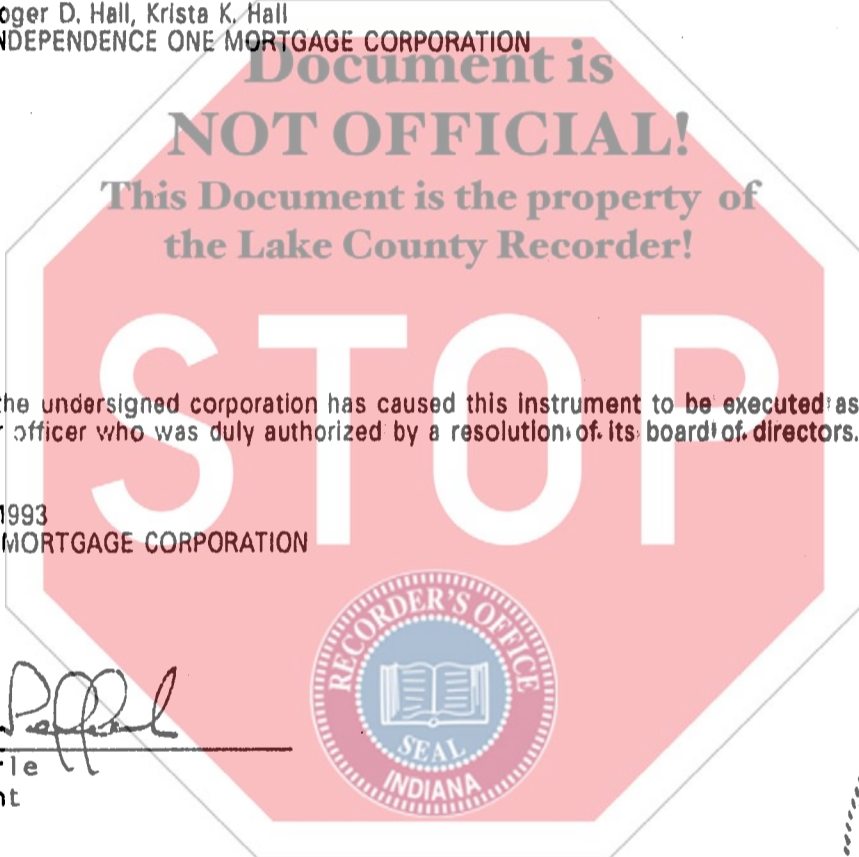 oger D. Hall, Krista K. Hall
NDEPENDENCE ONE MORTGAGE CORPORATION
Document is
NOT OFFICIAL!
This Document is the property of
the Lake County Recorder!
STOP
the undersigned corporation has caused this instrument to be executed as
r officer who was duly authorized by a resolution of its board of directors.
1993
MORTGAGE CORPORATION
RECORDER'S OFFICE
SEAL
INDIANA
le
nt